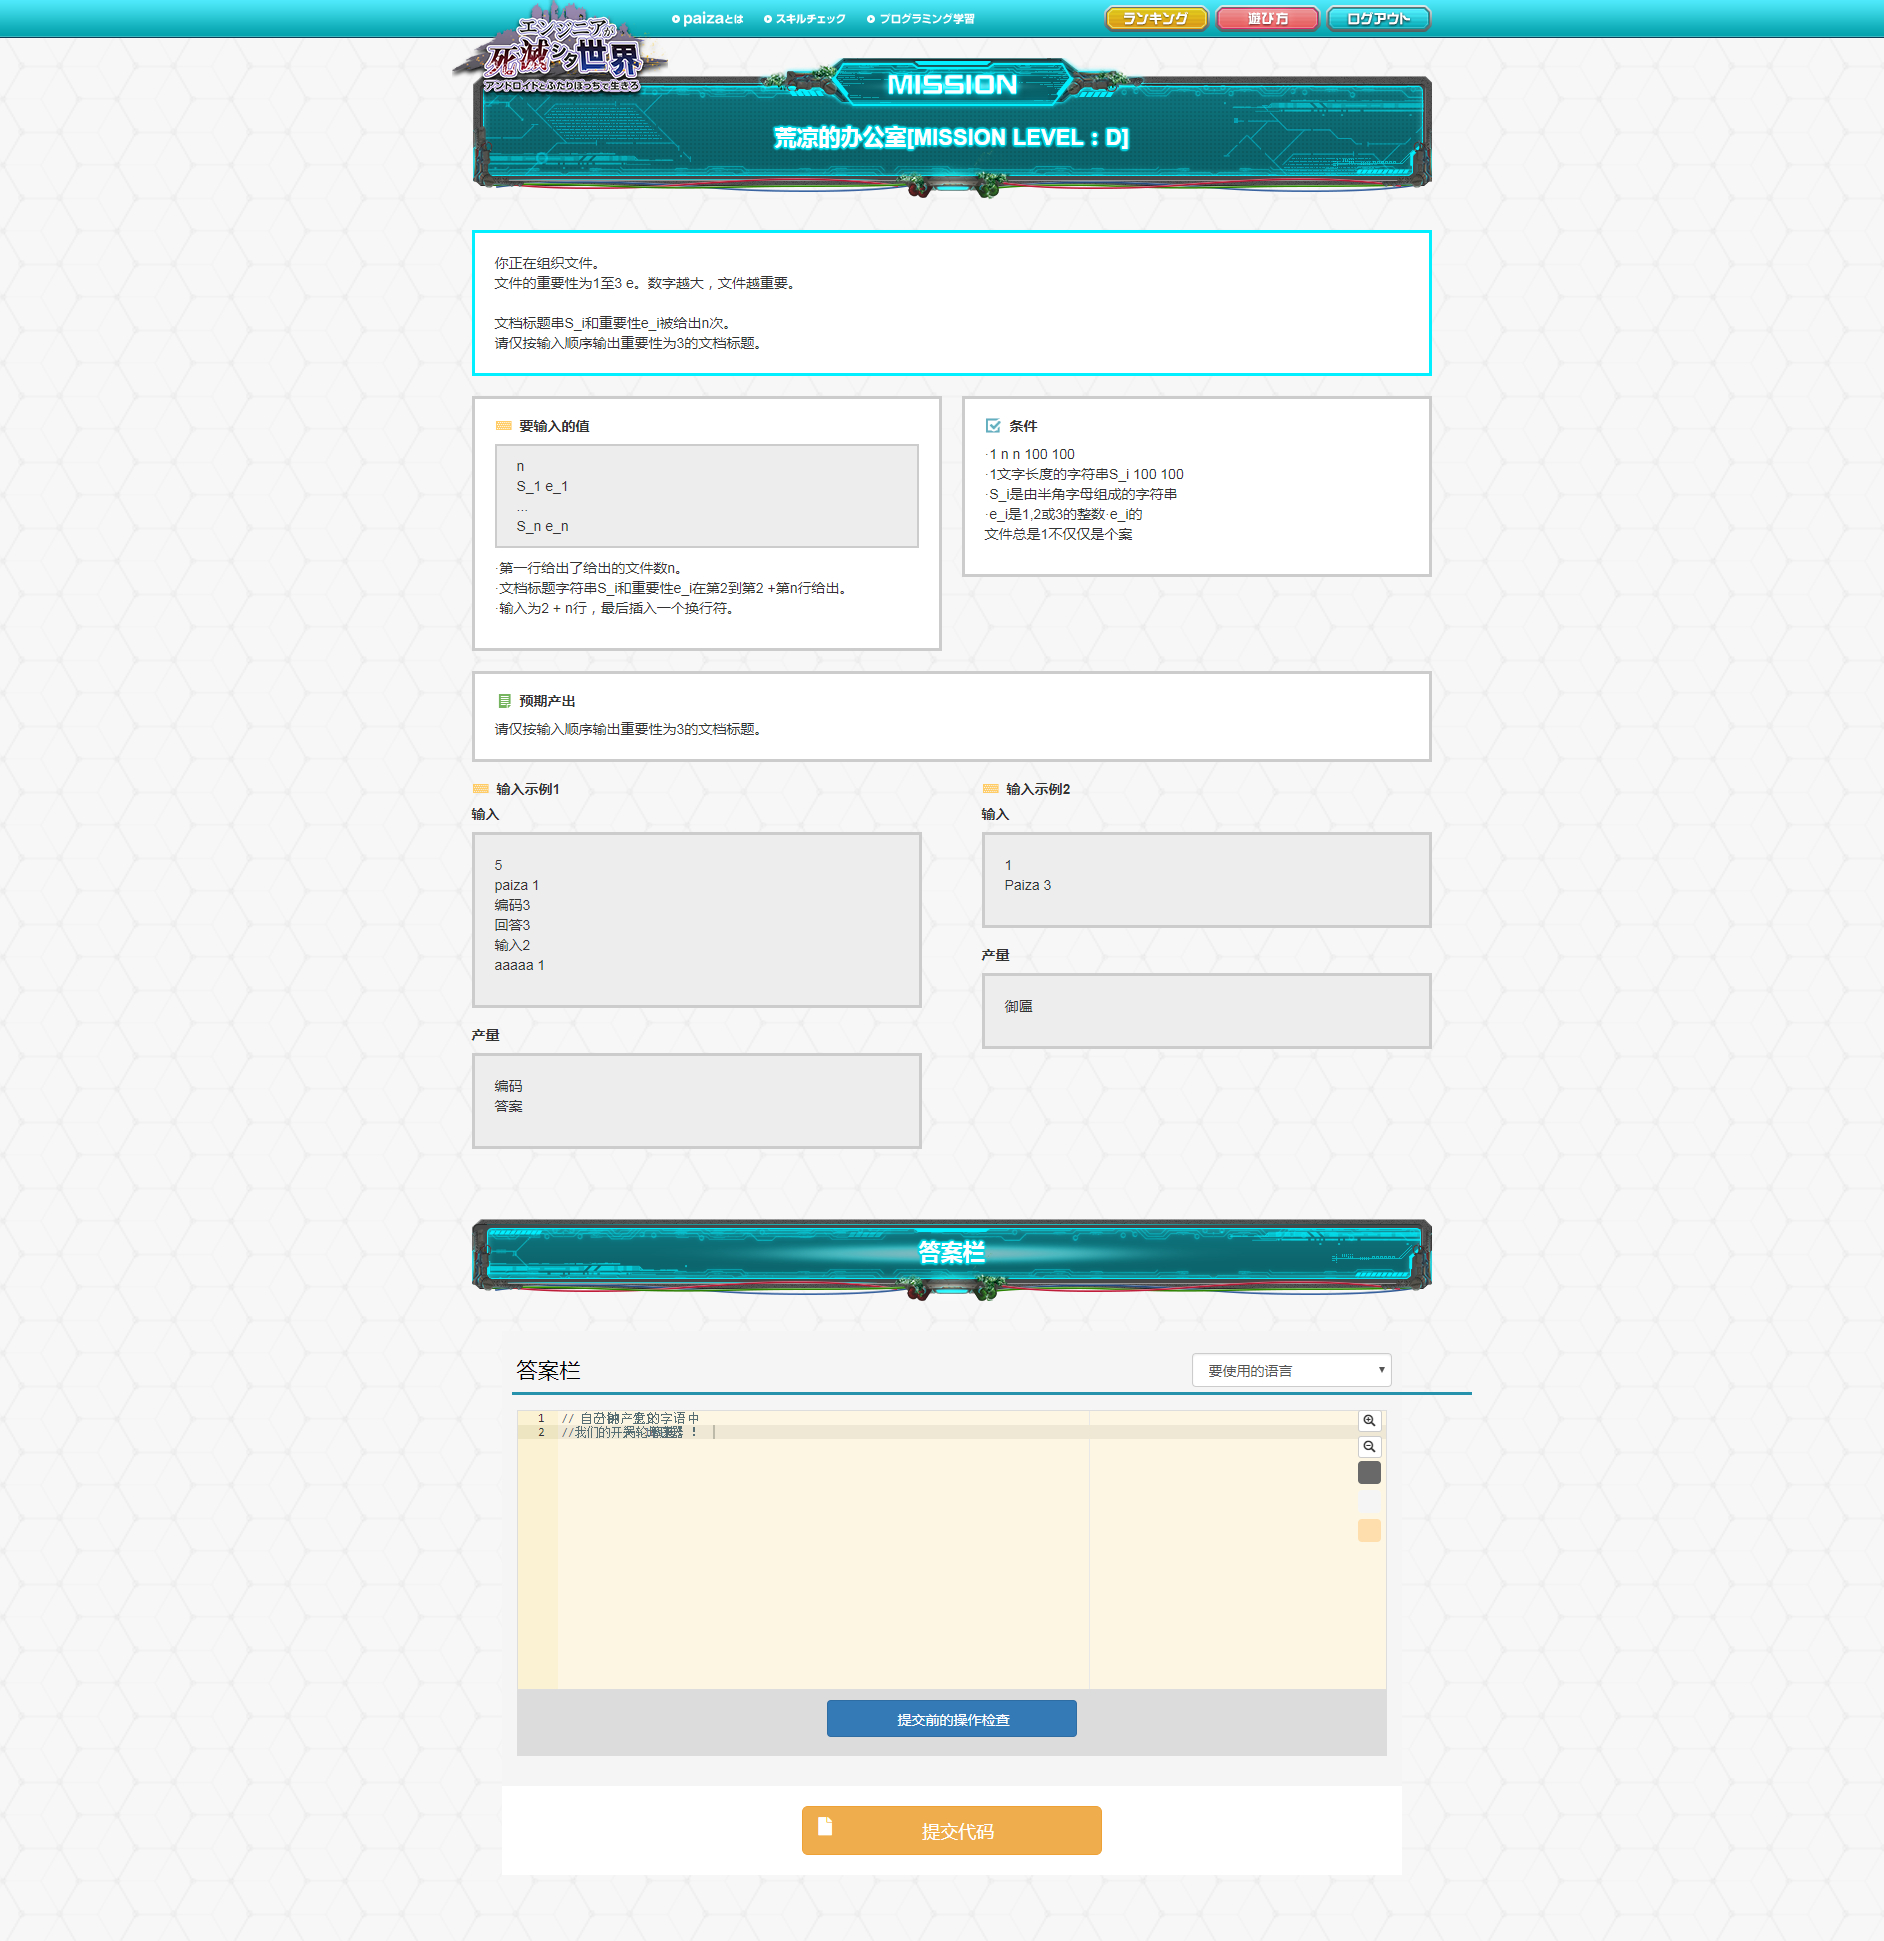 エンジニアが
死滅シタ世界
アンドロイドとふたりぼっちで生きろ
paizaとは
スキルチェック
プログラミング学習
ランキング
遊び方
ログアウト
MISSION
荒凉的办公室[MISSION LEVEL：D]
你正在组织文件。
文件的重要性为1至3 e。数字越大，文件越重要。
文档标题串S_i和重要性e_i被给出n次。
请仅按输入顺序输出重要性为3的文档标题。
要输入的值
n
S_1 e_1
...
S_n e_n
·第一行给出了给出的文件数n。
·文档标题字符串S_i和重要性e_i在第2到第2 +第n行给出。
·输入为2 + n行，最后插入一个换行符。
条件
·1 n n 100 100
·1文字长度的字符串S_i 100 100
·S_i是由半角字母组成的字符串
·e_i是1,2或3的整数·e_i的
文件总是1不仅仅是个案
预期产出
请仅按输入顺序输出重要性为3的文档标题。
输入示例1
输入
5
paiza 1
编码3
回答3
输入2
aaaaa 1
产量
编码
答案
输入示例2
输入
1
Paiza 3
产量
御匾
答案栏
答案栏
要使用的语言
1
2
提交前的操作检查
提交代码